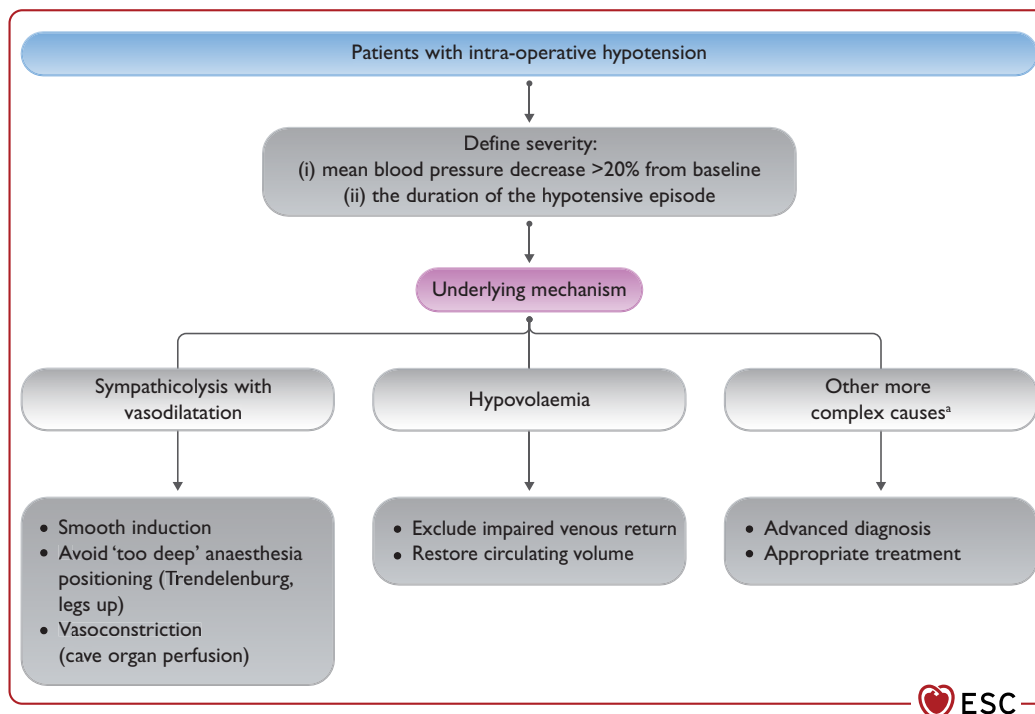 Patients with intra-operative hypotension
Define severity:
(i) mean blood pressure decrease >20% from baseline
(ii) the duration of the hypotensive episode
Underlying mechanism
Sympathicolysis with
vasodilatation
Hypovolaemia
Other more
complex causesᵃ
• Smooth induction
• Avoid ‘too deep’ anaesthesia
positioning (Trendelenburg,
legs up)
• Vasoconstriction
(cave organ perfusion)
• Exclude impaired venous return
• Restore circulating volume
• Advanced diagnosis
• Appropriate treatment
ESC